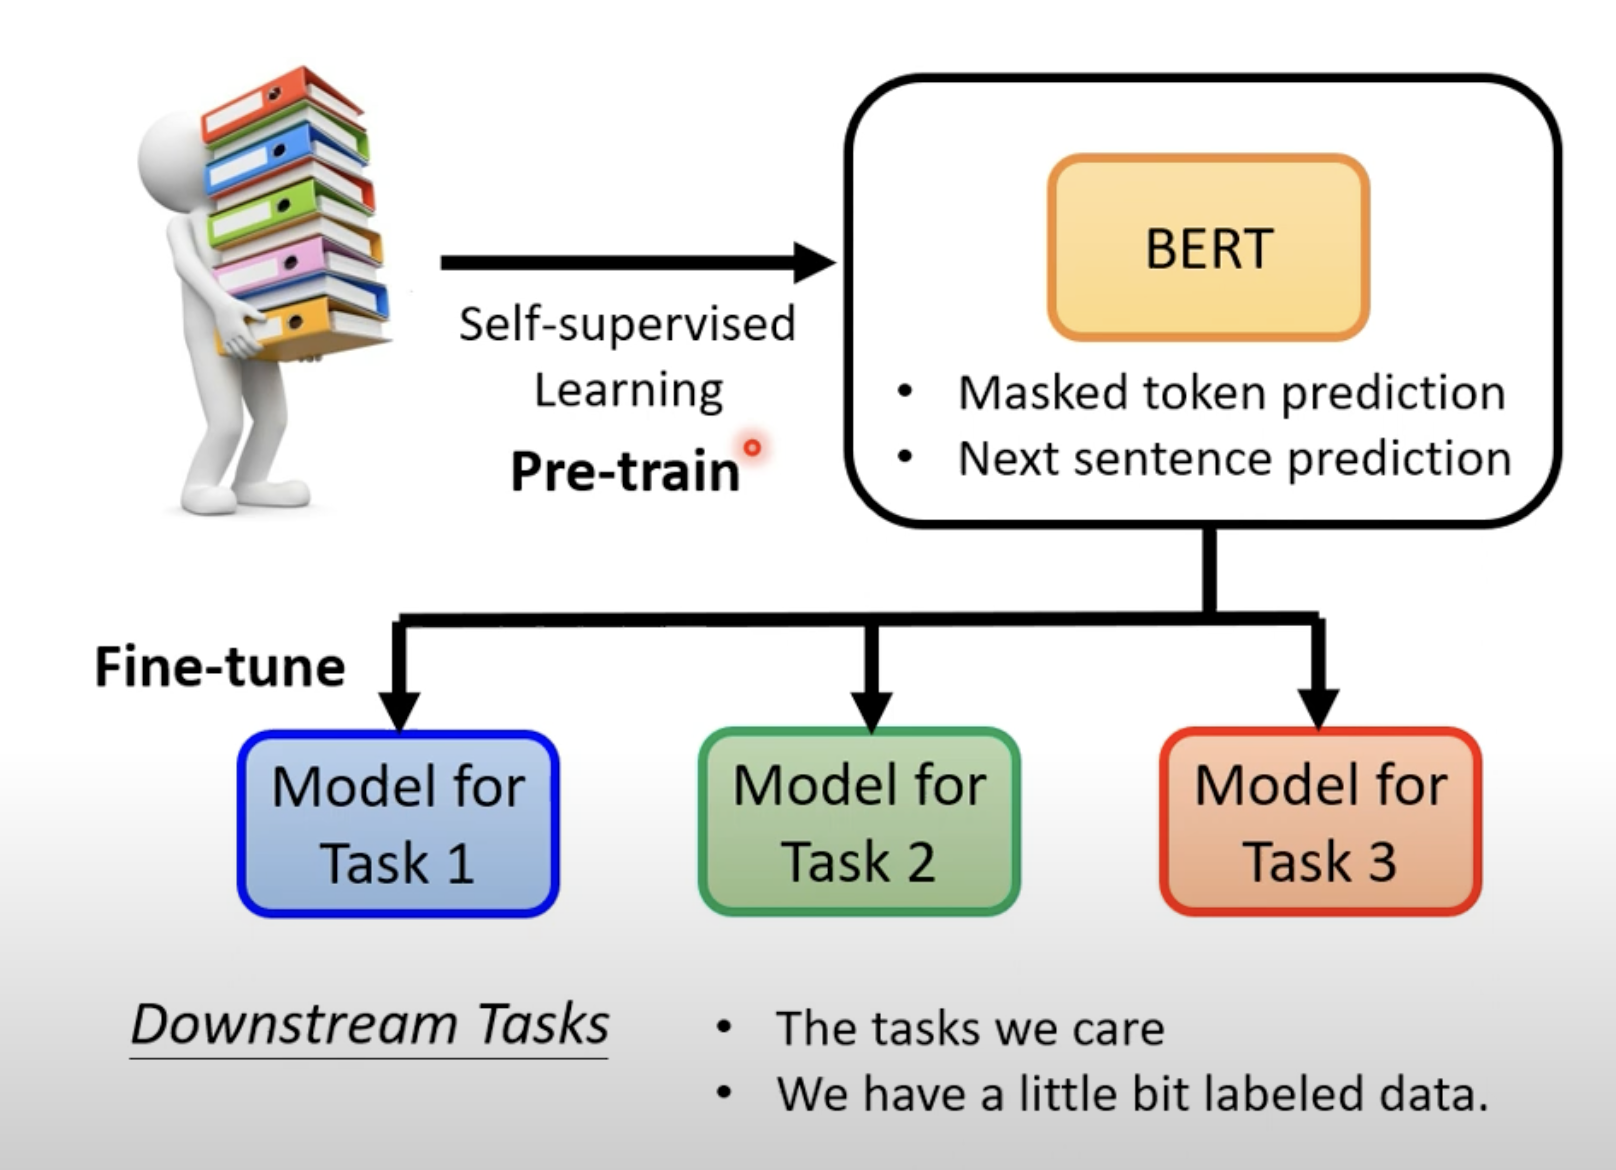 BERT
Self-supervised
Learning
Pre-train
• Masked token prediction
• Next sentence prediction
Fine-tune
Model for
Task 1
Model for
Task 2
Model for
Task 3
Downstream Tasks
• The tasks we care
• We have a little bit labeled data.